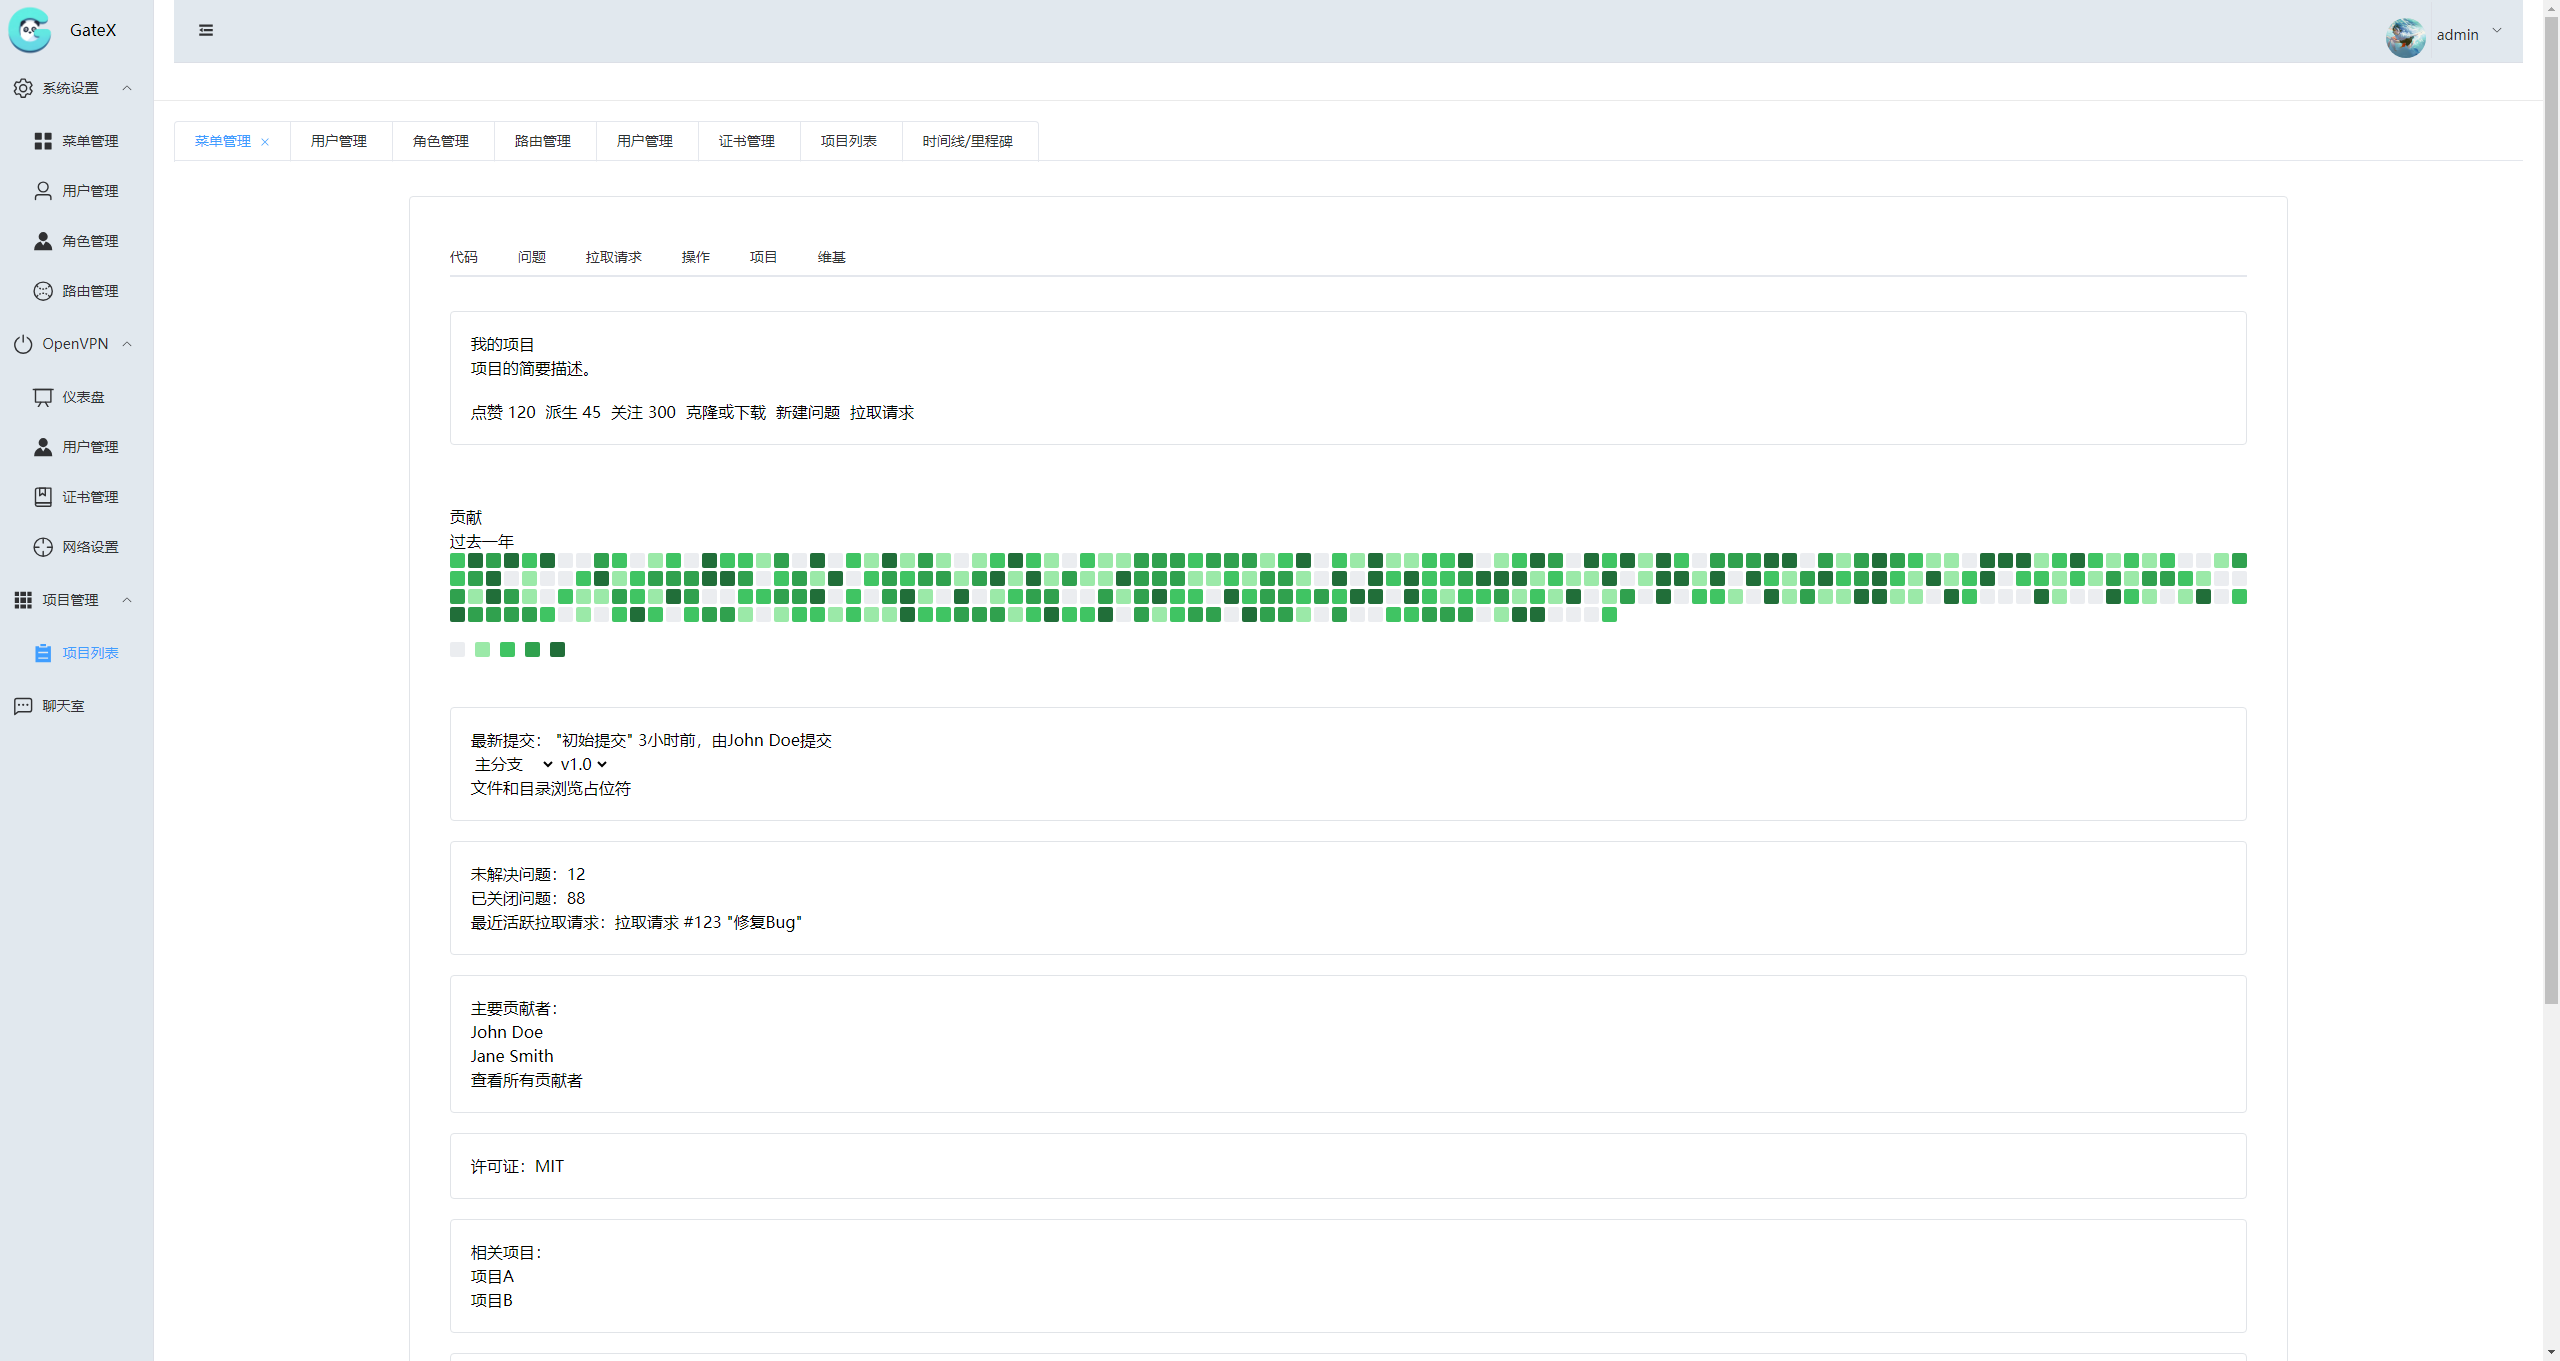 GateX
admin
系统设置
菜单管理
用户管理
角色管理
路由管理
OpenVPN
仪表盘
用户管理
证书管理
网络设置
项目管理
项目列表
聊天室
菜单管理 用户管理 角色管理 路由管理 用户管理 证书管理 项目列表 时间线/里程碑
代码 问题 拉取请求 操作 项目 维基
我的项目
项目的简要描述。
点赞 120 派生 45 关注 300 克隆或下载 新建问题 拉取请求
贡献
过去一年
最新提交： "初始提交" 3小时前，由John Doe提交
主分支 v1.0
文件和目录浏览占位符
未解决问题：12
已关闭问题：88
最近活跃拉取请求：拉取请求 #123 "修复Bug"
主要贡献者：
John Doe
Jane Smith
查看所有贡献者
许可证：MIT
相关项目：
项目A
项目B